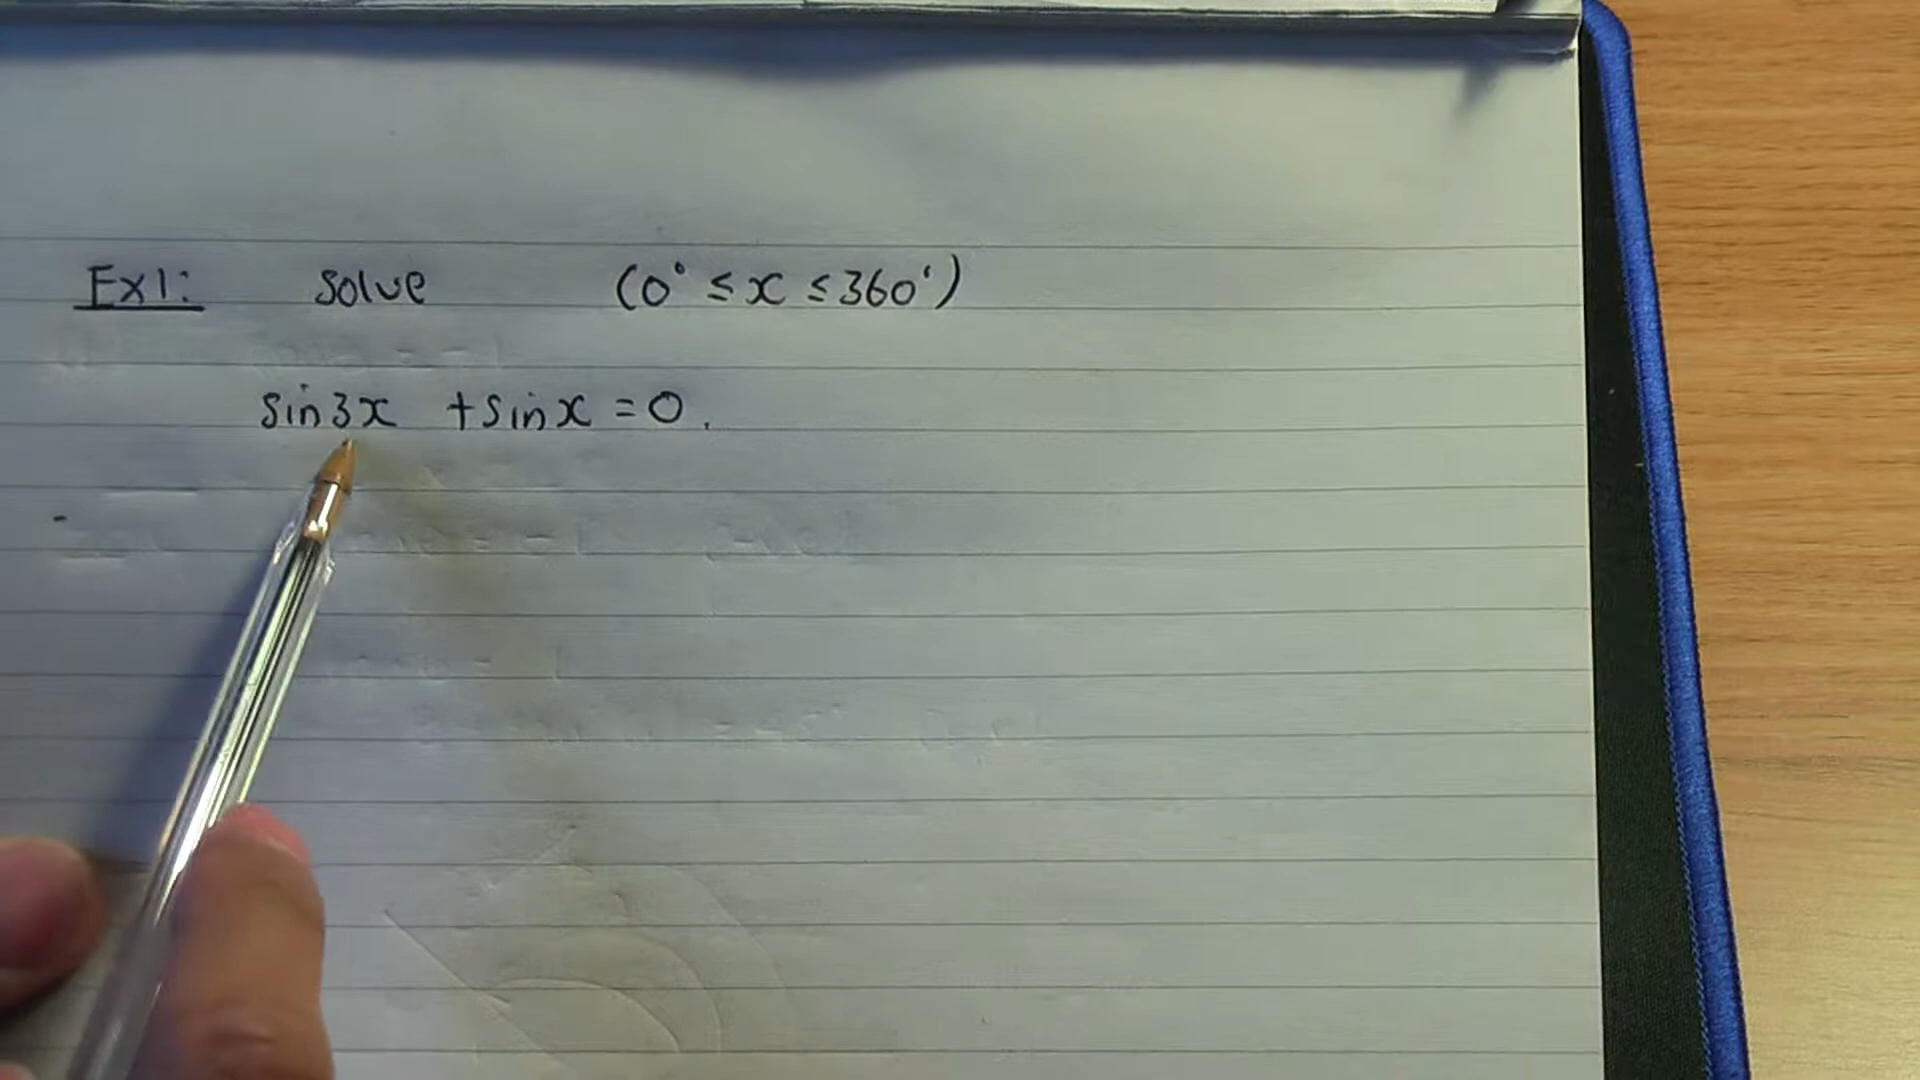 Ex1: Solve (0° ≤ x ≤ 360°)
sin3x + sinx = 0.